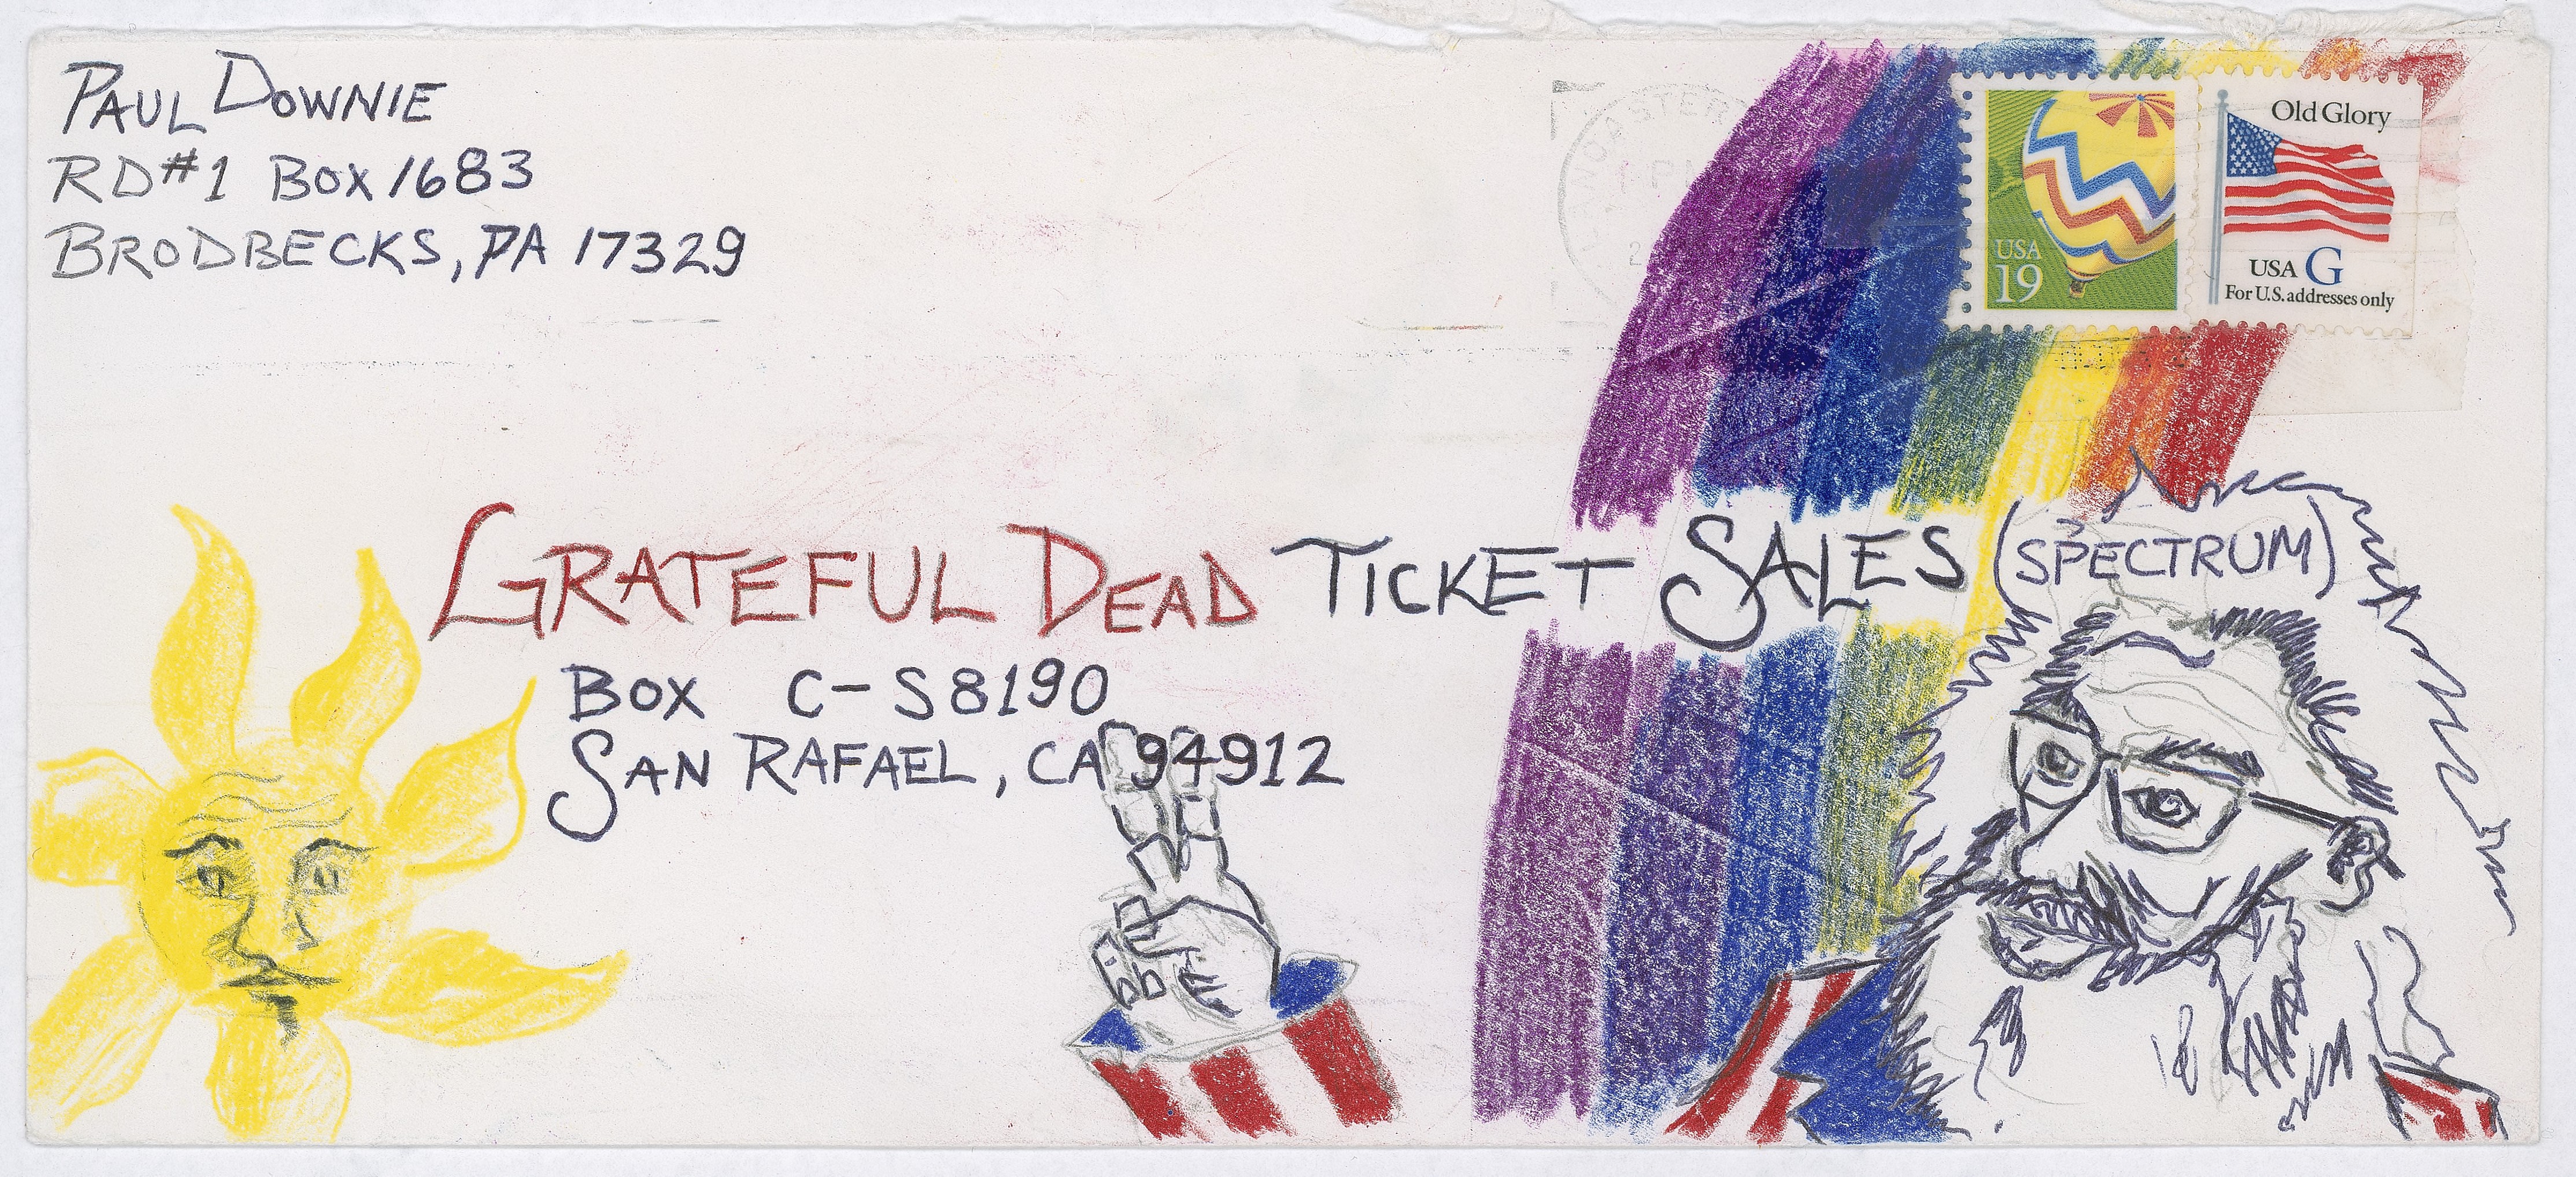 PAUL DOWNIE
RD#1 BOX 1683
BRODBECKS, PA 17329
USA
19
Old Glory
USA G
For U.S. addresses only
GRATEFUL DEAD TICKET SALES (SPECTRUM)
BOX C-S8190
SAN RAFAEL, CA 94912